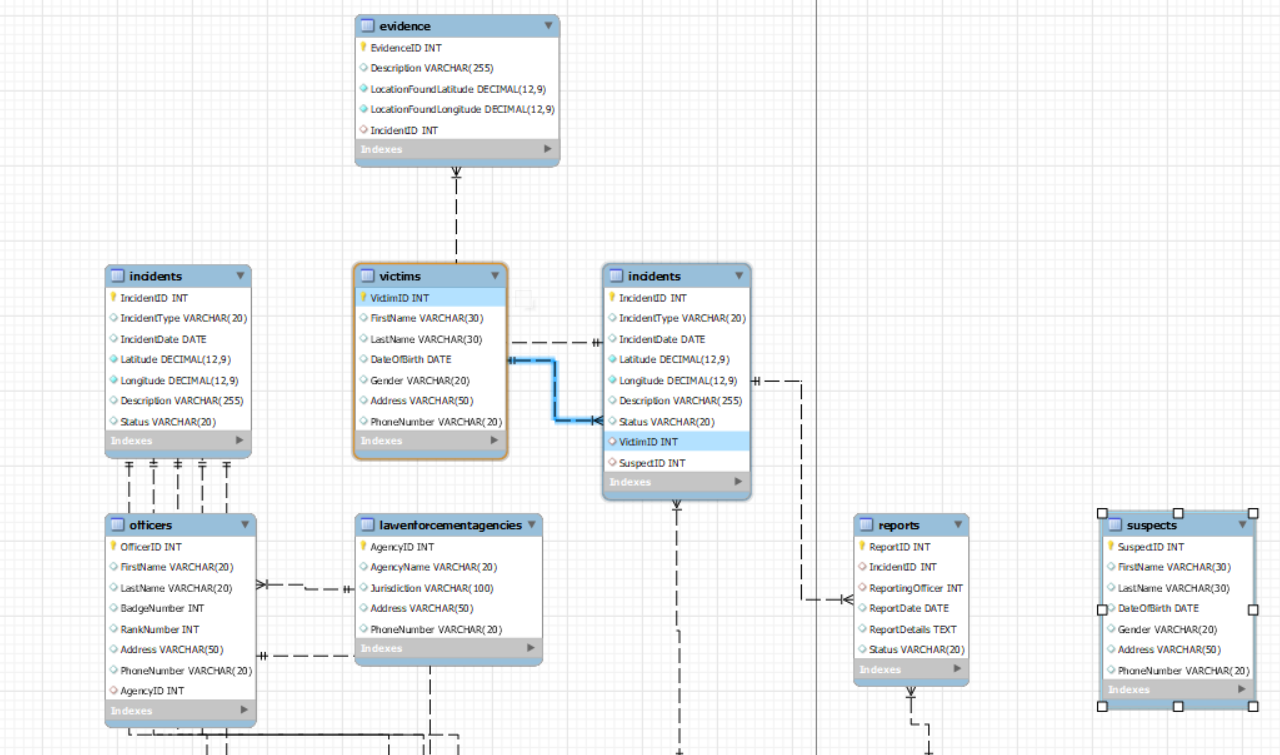 evidence
EvidenceID INT
Description VARCHAR(255)
LocationFoundLatitude DECIMAL(12,9)
LocationFoundLongitude DECIMAL(12,9)
IncidentID INT
Indexes
incidents
IncidentID INT
IncidentType VARCHAR(20)
IncidentDate DATE
Latitude DECIMAL(12,9)
Longitude DECIMAL(12,9)
Description VARCHAR(255)
Status VARCHAR(20)
Indexes
victims
VictimID INT
FirstName VARCHAR(30)
LastName VARCHAR(30)
DateOfBirth DATE
Gender VARCHAR(20)
Address VARCHAR(50)
PhoneNumber VARCHAR(20)
Indexes
incidents
IncidentID INT
IncidentType VARCHAR(20)
IncidentDate DATE
Latitude DECIMAL(12,9)
Longitude DECIMAL(12,9)
Description VARCHAR(255)
Status VARCHAR(20)
VictimID INT
SuspectID INT
Indexes
officers
OfficerID INT
FirstName VARCHAR(20)
LastName VARCHAR(20)
BadgeNumber INT
RankNumber INT
Address VARCHAR(50)
PhoneNumber VARCHAR(20)
AgencyID INT
Indexes
lawenforcementagencies
AgencyID INT
AgencyName VARCHAR(20)
Jurisdiction VARCHAR(100)
Address VARCHAR(50)
PhoneNumber VARCHAR(20)
Indexes
reports
ReportID INT
IncidentID INT
ReportingOfficer INT
ReportDate DATE
ReportDetails TEXT
Status VARCHAR(20)
Indexes
suspects
SuspectID INT
FirstName VARCHAR(30)
LastName VARCHAR(30)
DateOfBirth DATE
Gender VARCHAR(20)
Address VARCHAR(50)
PhoneNumber VARCHAR(20)
Indexes